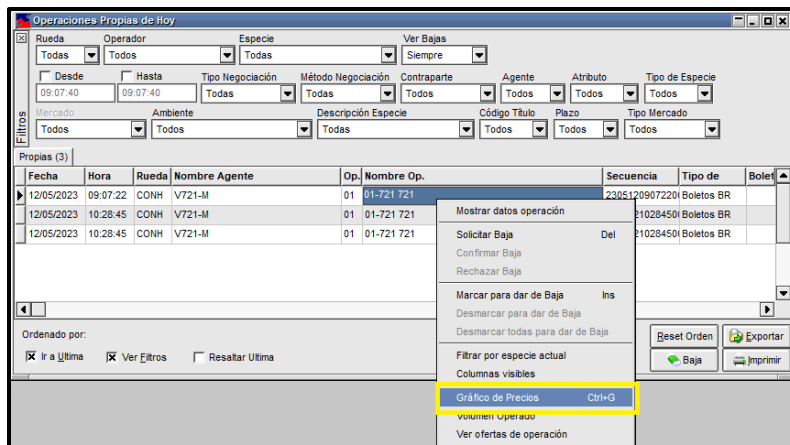 Operaciones Propias de Hoy
Rueda Operador Especie Ver Bajas
Todas Todos Todas Siempre
Desde Hasta Tipo Negociación Método Negociación Contraparte Agente Atributo Tipo de Especie
09:07:40 09:07:40 Todas Todas Todos Todos Todos Todos
Mercado Ambiente Descripción Especie Código Título Plazo Tipo Mercado
Todos Todos Todas Todos Todos Todos
Filtros
Propias (3)
Fecha Hora Rueda Nombre Agente Op. Nombre Op. Secuencia Tipo de Bolet
12/05/2023 09:07:22 CONH V721-M 01 01-721 721 2305120907220 Boletos BR
12/05/2023 10:28:45 CONH V721-M 01 01-721 721 210284500 Boletos BR
12/05/2023 10:28:45 CONH V721-M 01 01-721 721 210284500 Boletos BR
Mostrar datos operación
Solicitar Baja Del
Confirmar Baja
Rechazar Baja
Marcar para dar de Baja Ins
Desmarcar para dar de Baja
Desmarcar todas para dar de Baja
Filtrar por especie actual
Columnas visibles
Gráfico de Precios Ctrl+G
Volumen Operado
Ver ofertas de operación
Ordenado por:
Ir a Ultima Ver Filtros Resaltar Ultima
Reset Orden Exportar
Baja Imprimir